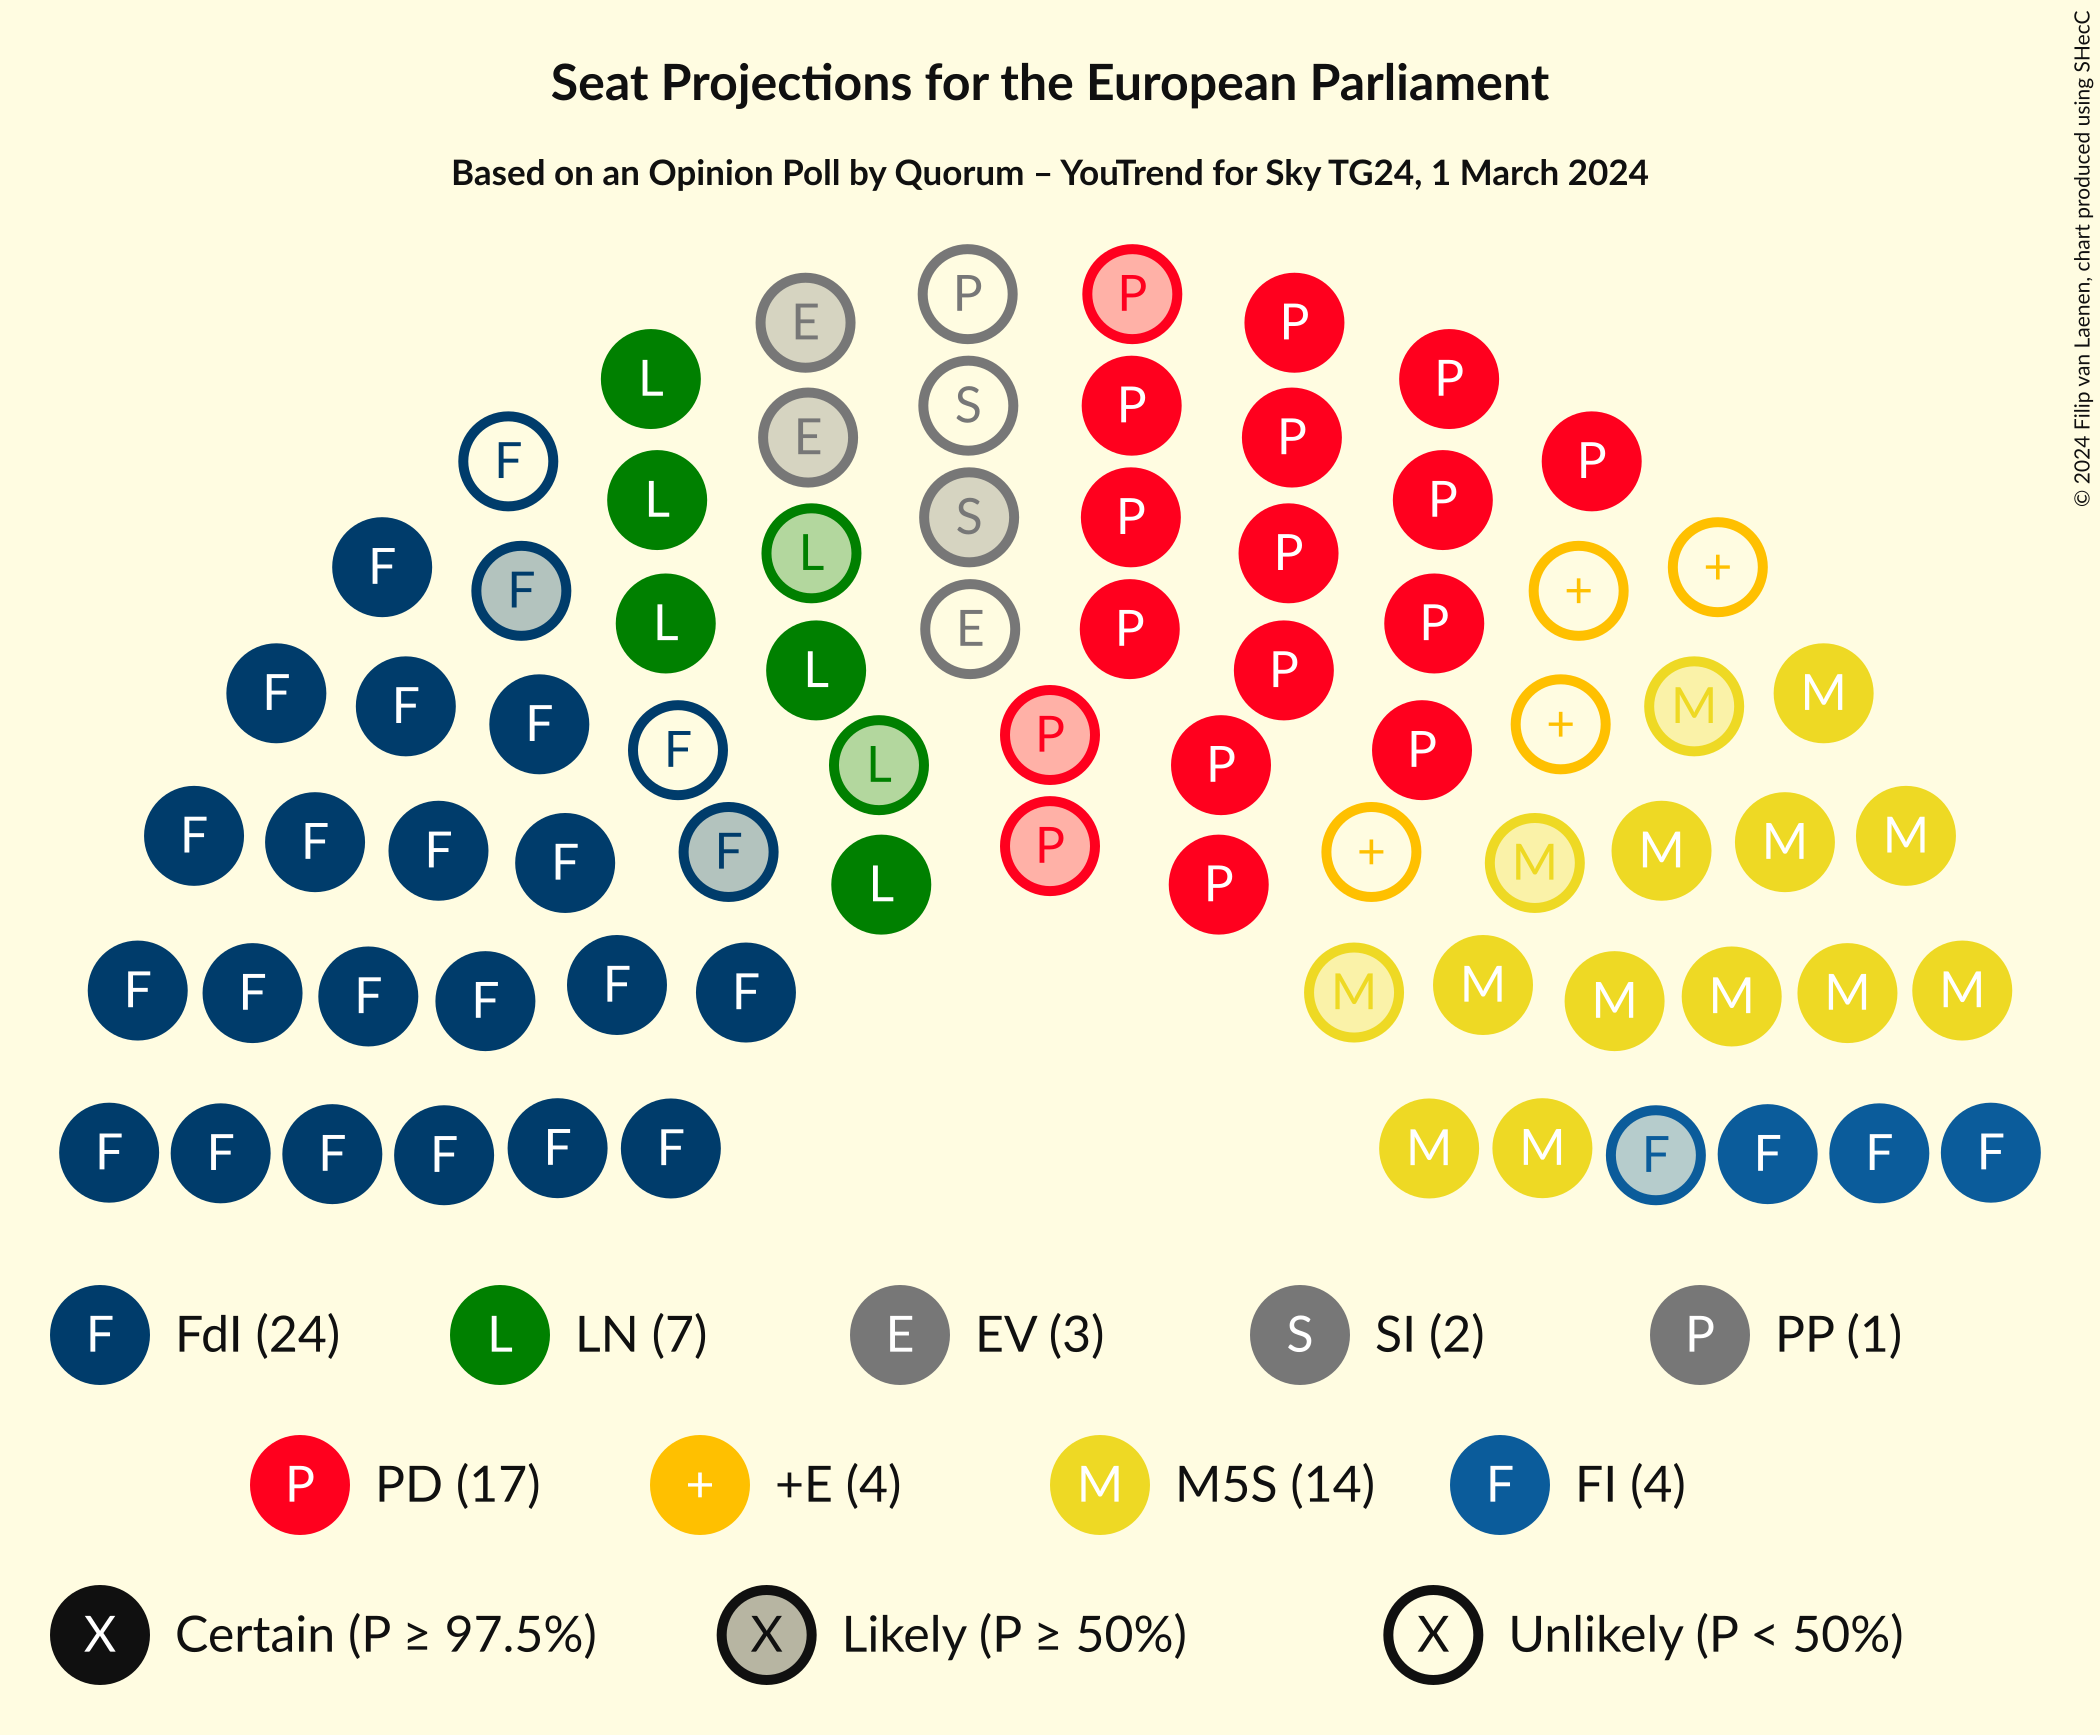 Seat Projections for the European Parliament
Based on an Opinion Poll by Quorum – YouTrend for Sky TG24, 1 March 2024
© 2024 Filip van Laenen, chart produced using SHecC
P P
E P
L P
S P
E P
F P
L P
S P
L P
F +
F +
E P
L P
L P
F M M
F F + M
P
L P
F P
F F M M
F F M M
F + 
F M
L P
P
F F F F F F M M M M M M
F F F F F F M M F F F F
F FdI (24) L LN (7) E EV (3) S SI (2) P PP (1)
P PD (17) + +E (4) M M5S (14) F FI (4)
X Certain (P ≥ 97.5%) X Likely (P ≥ 50%) X Unlikely (P < 50%)